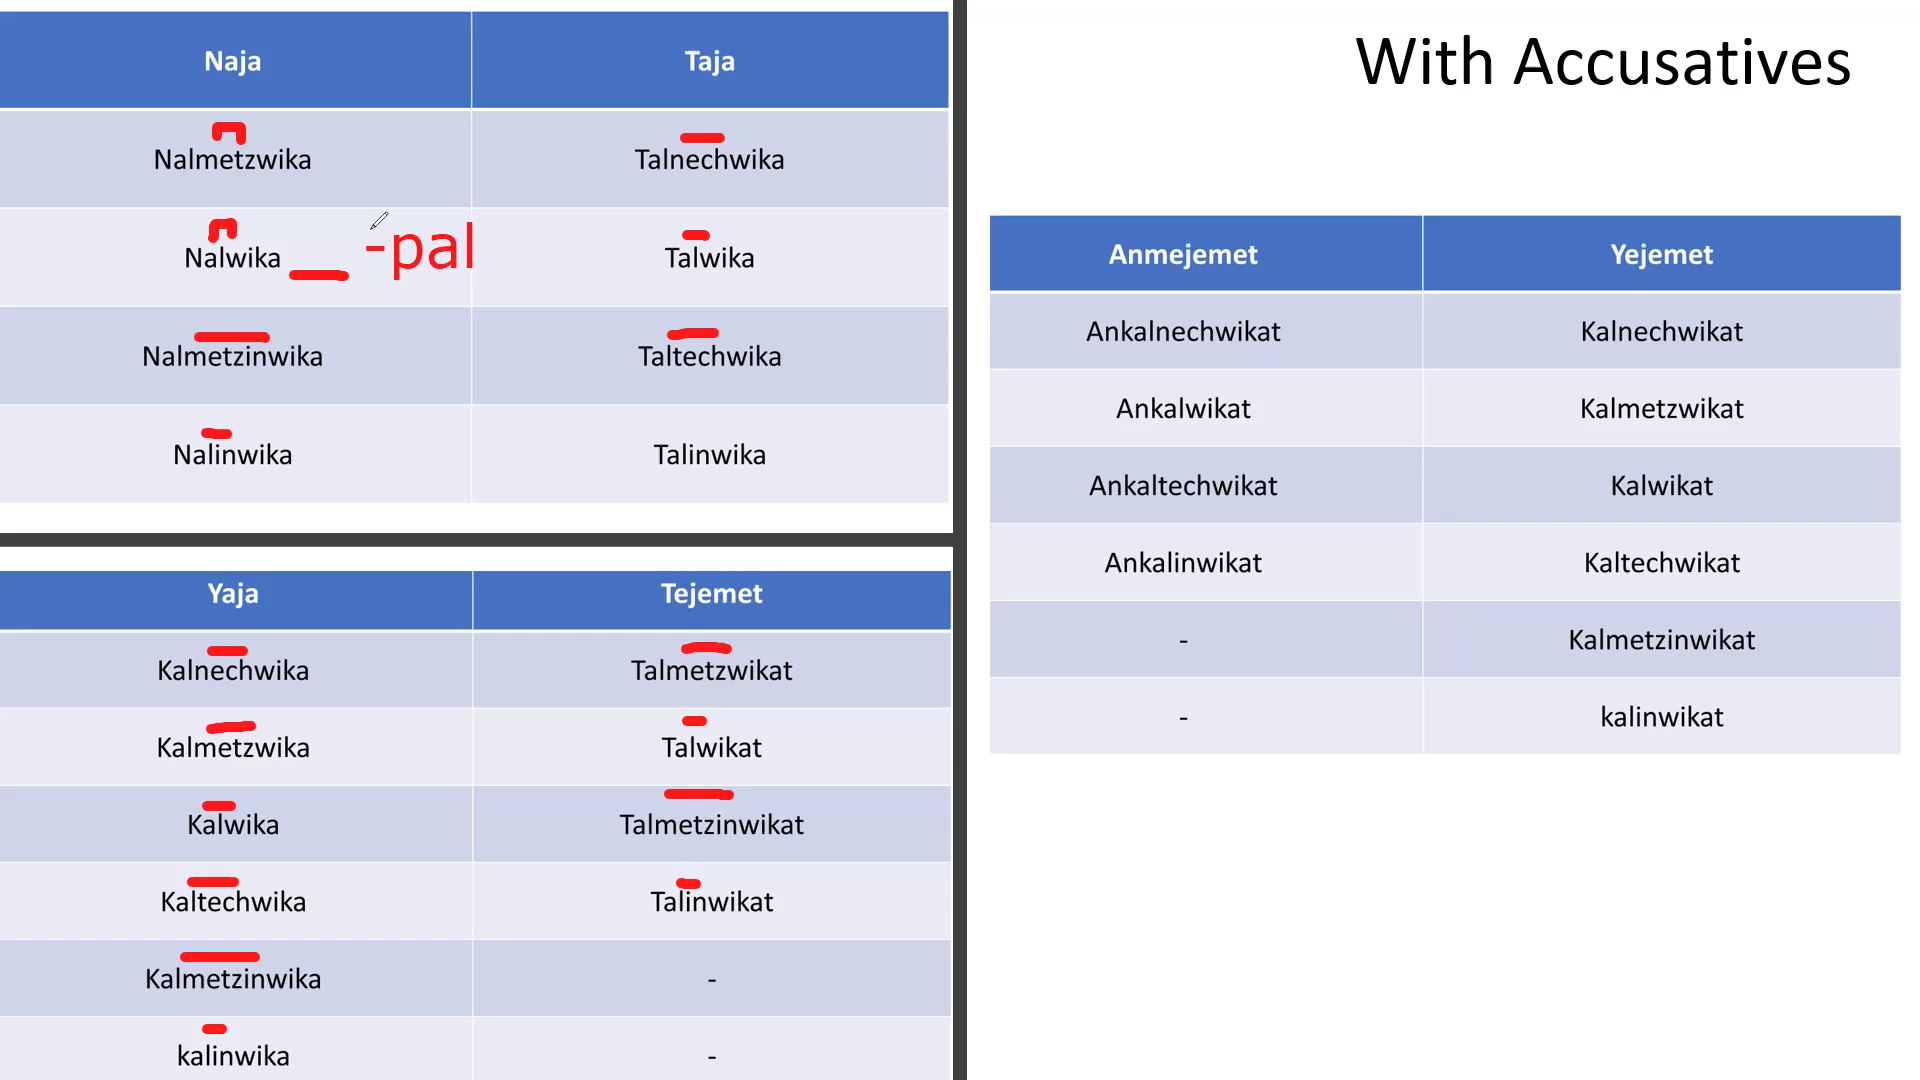 With Accusatives
Naja Taja
Nalmetzwika Talnechwika
Nalwika -pal Talwika
Nalmetzinwika Taltechwika
Nalinwika Talinwika
Yaja Tejemet
Kalnechwika Talmetzwikat
Kalmetzwika Talwikat
Kalwika Talmetzinwikat
Kaltechwika Talinwikat
Kalmetzinwika -
kalinwika -
Anmejemet Yejemet
Ankalnechwikat Kalnechwikat
Ankalwikat Kalmetzwikat
Ankaltechwikat Kalwikat
Ankalinwikat Kaltechwikat
- Kalmetzinwikat
- kalinwikat